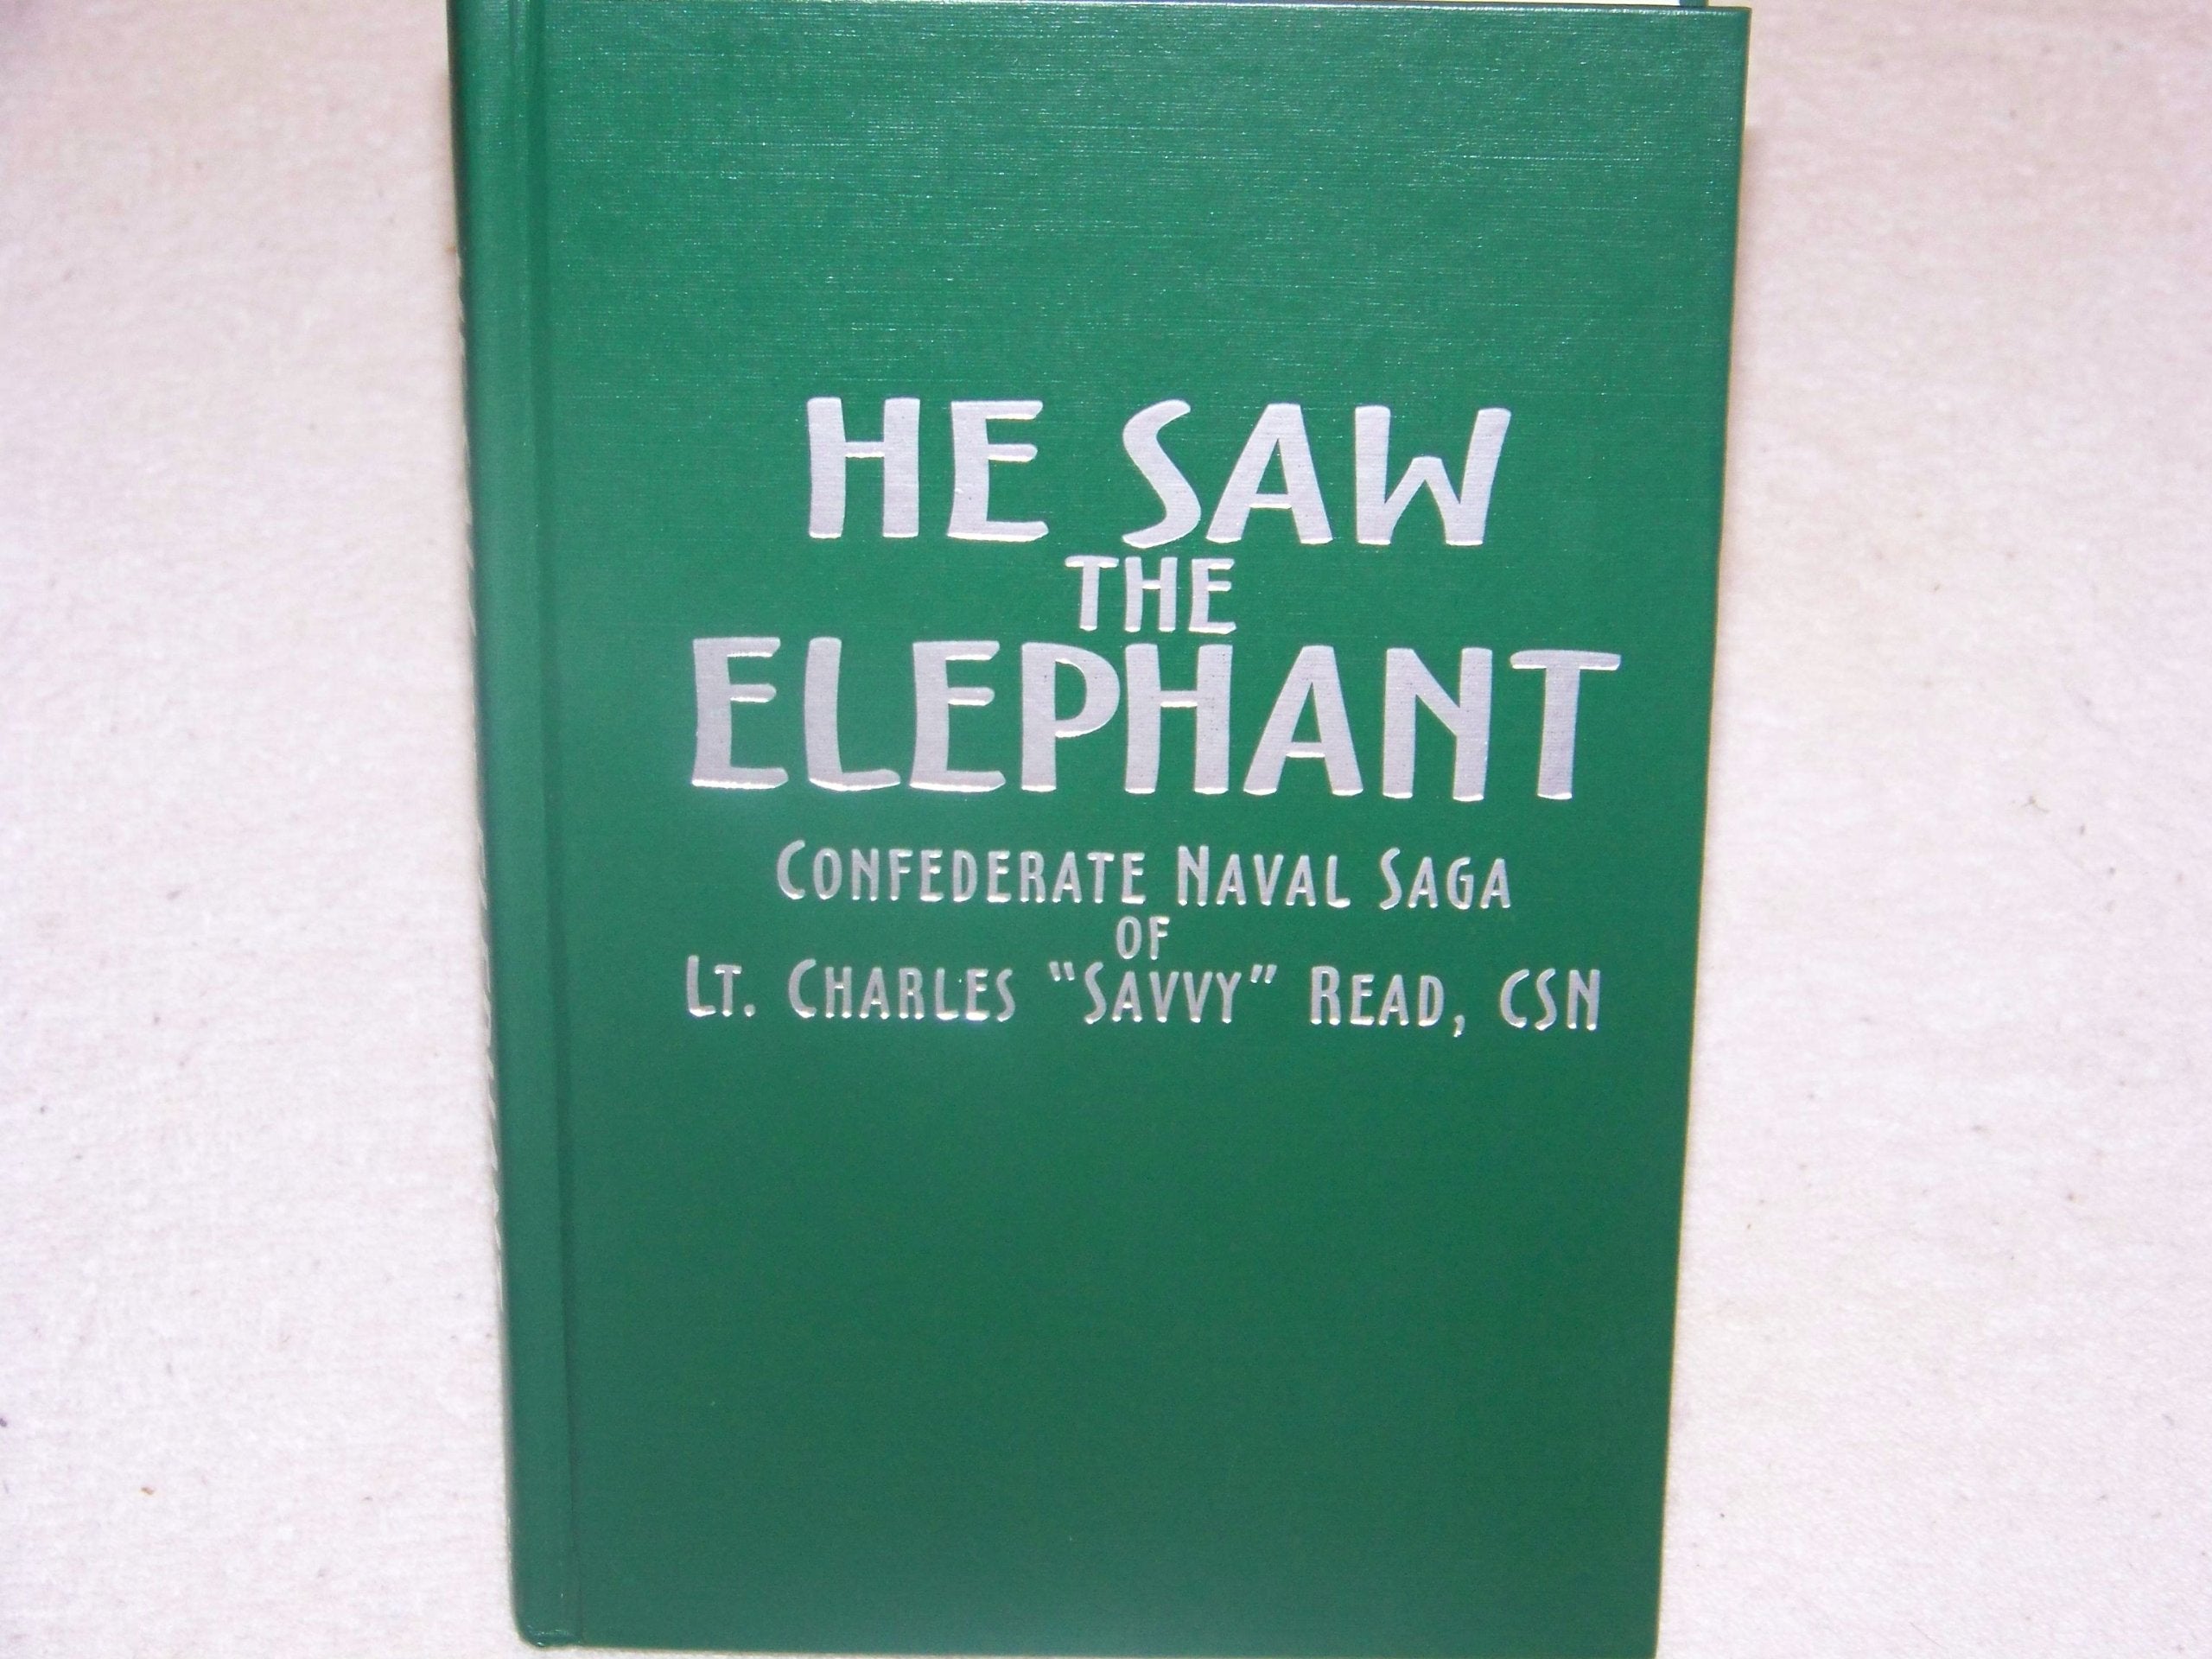 HE SAW
THE
ELEPHANT
CONFEDERATE NAVAL SAGA
OF
LT. CHARLES "SAVVY" READ, CSN